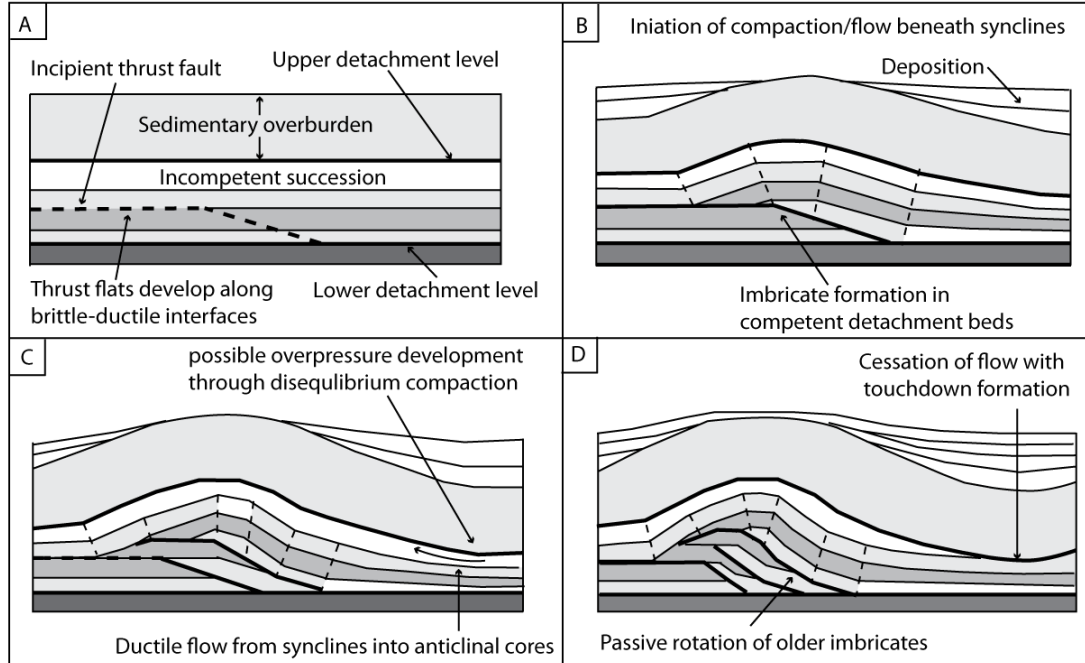 A
Incipient thrust fault
Upper detachment level
Sedimentary overburden
Incompetent succession
Thrust flats develop along
brittle-ductile interfaces
Lower detachment level
B
Iniation of compaction/flow beneath synclines
Deposition
Imbricate formation in
competent detachment beds
C
possible overpressure development
through disequlibrium compaction
Ductile flow from synclines into anticlinal cores
D
Cessation of flow with
touchdown formation
Passive rotation of older imbricates